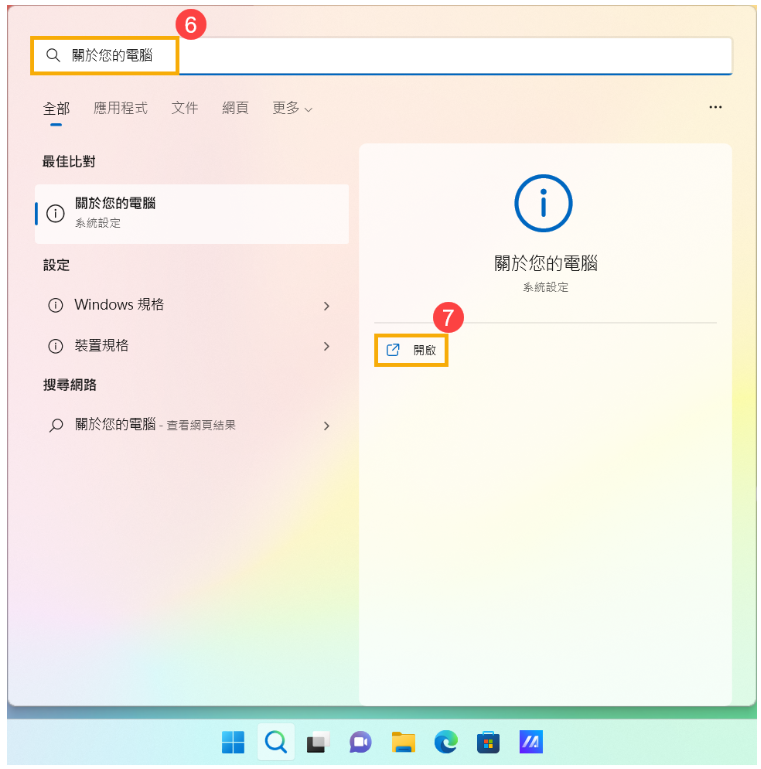 6
關於您的電腦
全部 應用程式 文件 網頁 更多 ...
最佳比對
關於您的電腦
系統設定
設定
Windows 規格
裝置規格
搜尋網路
關於您的電腦 - 查看網頁結果
關於您的電腦
系統設定
7
開啟